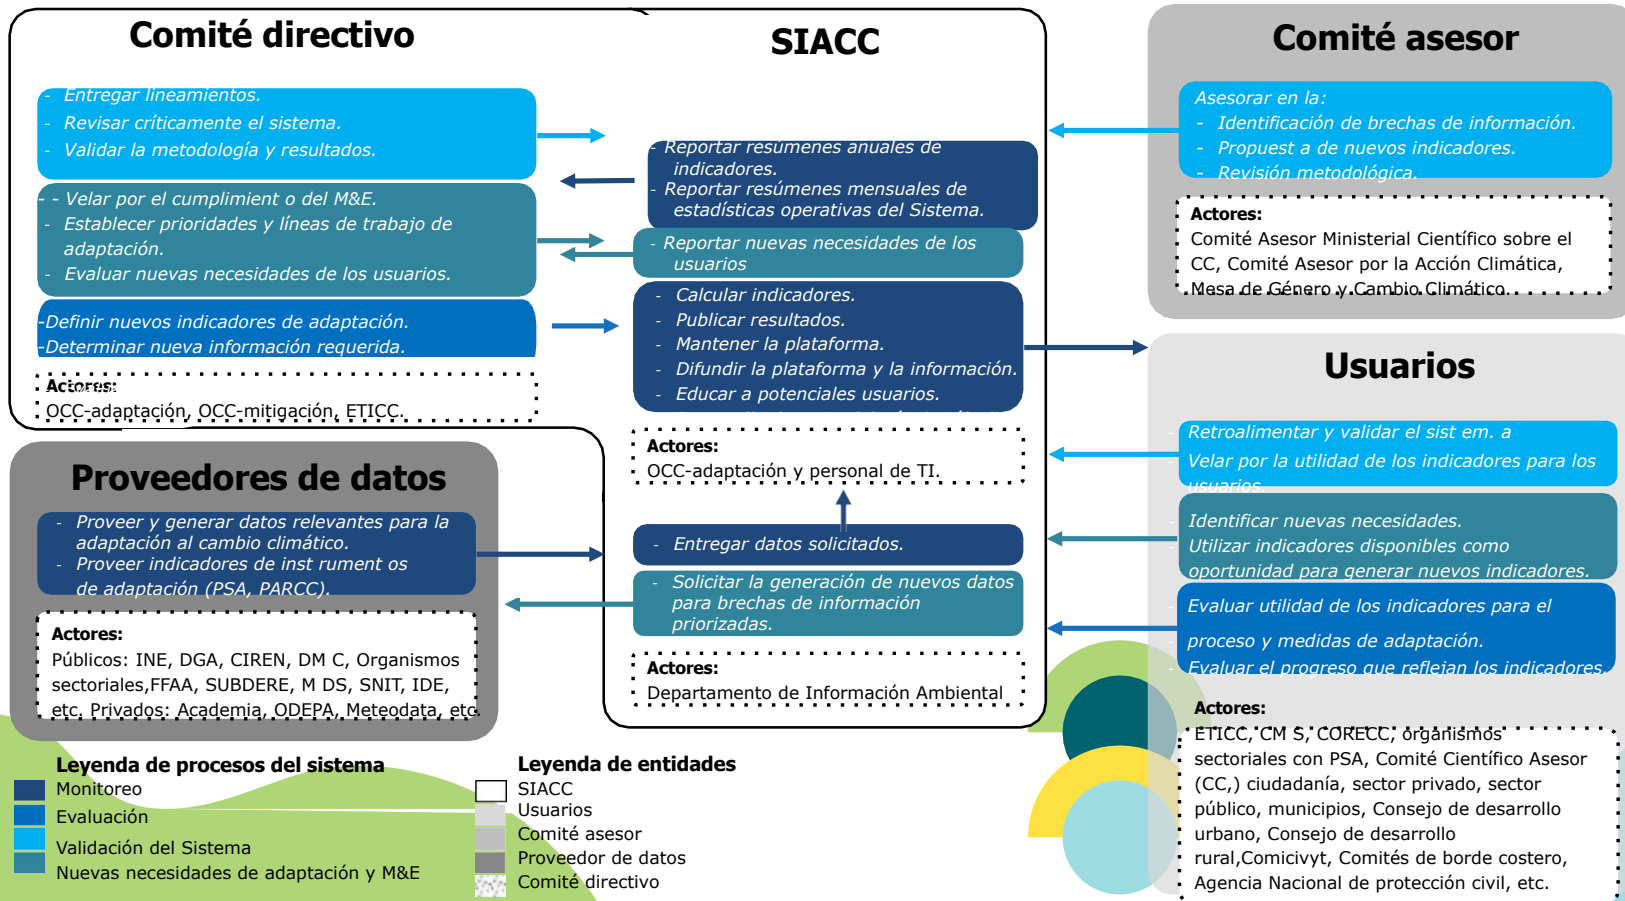 Comité directivo
- Entregar lineamientos.
- Revisar críticamente el sistema.
- Validar la metodología y resultados.
- - Velar por el cumplimient o del M&E.
- Establecer prioridades y líneas de trabajo de
adaptación.
- Evaluar nuevas necesidades de los usuarios.
-Definir nuevos indicadores de adaptación.
-Determinar nueva información requerida.
Actores:
OCC-adaptación, OCC-mitigación, ETICC.
SIACC
- Reportar resúmenes anuales de
indicadores.
- Reportar resúmenes mensuales de
estadísticas operativas del Sistema.
- Reportar nuevas necesidades de los
usuarios
- Calcular indicadores.
- Publicar resultados.
- Mantener la plataforma.
- Difundir la plataforma y la información.
- Educar a potenciales usuarios.
Actores:
OCC-adaptación y personal de TI.
- Entregar datos solicitados.
- Solicitar la generación de nuevos datos
para brechas de información
priorizadas.
Actores:
Departamento de Información Ambiental
Comité asesor
Asesorar en la:
- Identificación de brechas de información.
- Propuest a de nuevos indicadores.
- Revisión metodológica.
Actores:
Comité Asesor Ministerial Científico sobre el
CC, Comité Asesor por la Acción Climática,
Mesa de Género y Cambio Climático.
Usuarios
- Retroalimentar y validar el sist em. a
- Velar por la utilidad de los indicadores para los
usuarios.
- Identificar nuevas necesidades.
- Utilizar indicadores disponibles como
oportunidad para generar nuevos indicadores.
- Evaluar utilidad de los indicadores para el
- proceso y medidas de adaptación.
- Evaluar el progreso que reflejan los indicadores.
Actores:
ETICC, CM S, CORECC, organismos
sectoriales con PSA, Comité Científico Asesor
(CC,) ciudadanía, sector privado, sector
público, municipios, Consejo de desarrollo
urbano, Consejo de desarrollo
rural,Comicivyt, Comités de borde costero,
Agencia Nacional de protección civil, etc.
Proveedores de datos
- Proveer y generar datos relevantes para la
adaptación al cambio climático.
- Proveer indicadores de inst rument os
de adaptación (PSA, PARCC).
Actores:
Públicos: INE, DGA, CIREN, DM C, Organismos
sectoriales,FFAA, SUBDERE, M DS, SNIT, IDE,
etc. Privados: Academia, ODEPA, Meteodata, etc.
Leyenda de procesos del sistema
Monitoreo
Evaluación
Validación del Sistema
Nuevas necesidades de adaptación y M&E
Leyenda de entidades
SIACC
Usuarios
Comité asesor
Proveedor de datos
Comité directivo